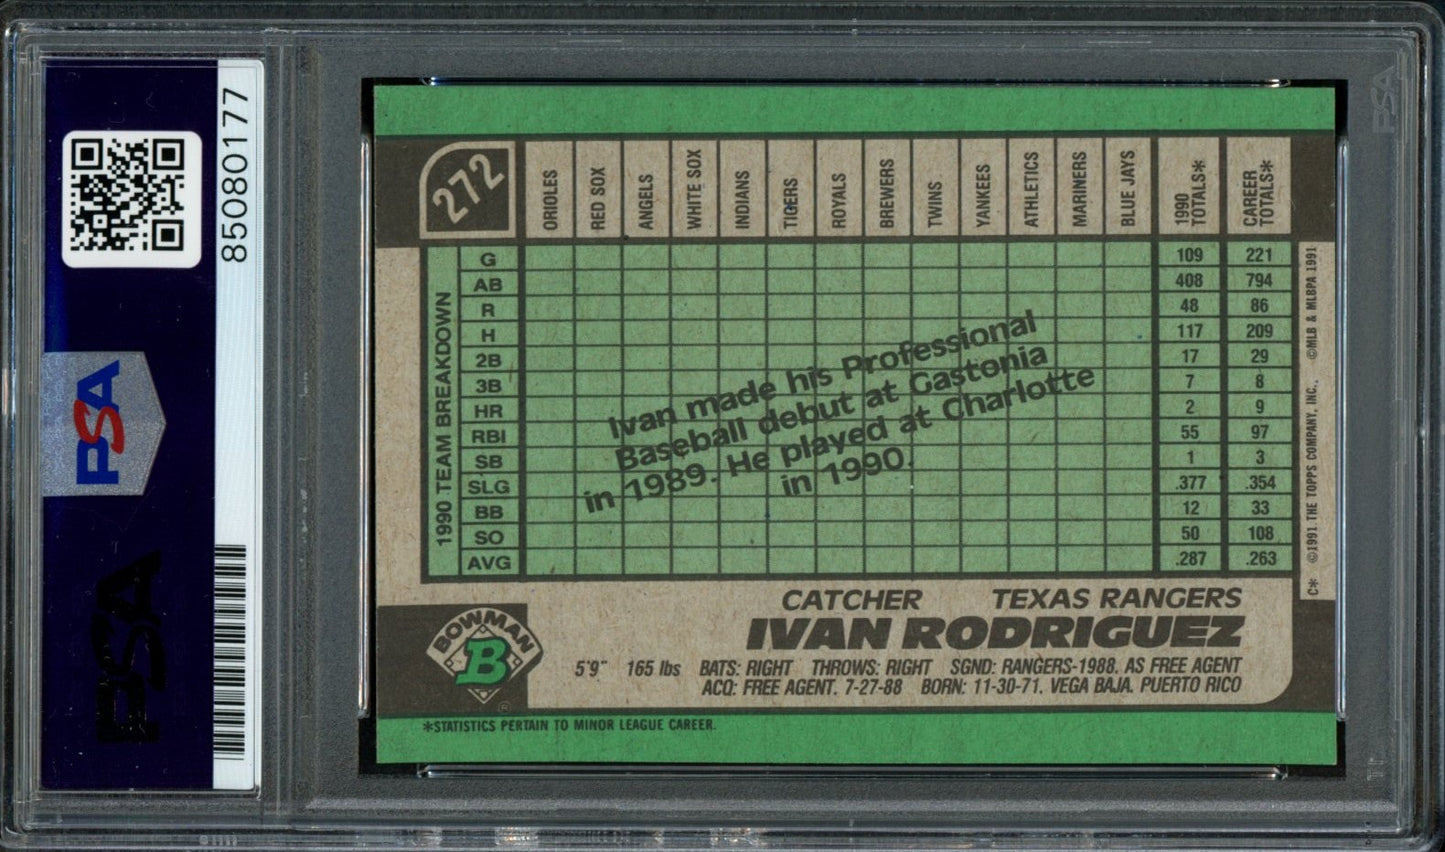 85080177
PSA
PSA
PSA
272
ORIOLES RED SOX ANGELS WHITE SOX INDIANS TIGERS ROYALS BREWERS TWINS YANKEES ATHLETICS MARINERS BLUE JAYS 1990 TOTALS* CAREER TOTALS*
1990 TEAM BREAKDOWN
G 109 221
AB 408 794
R 48 86
H 117 209
2B 17 29
3B 7 8
HR 2 9
RBI 55 97
SB 1 3
SLG .377 .354
BB 12 33
SO 50 108
AVG .287 .263
Ivan made his Professional
Baseball debut at Gastonia
in 1989. He played at Charlotte
in 1990.
C* ©1991 THE TOPPS COMPANY, INC. ©MLB & MLBPA 1991
CATCHER TEXAS RANGERS
IVAN RODRIGUEZ
BOWMAN
B
®
5'9" 165 lbs BATS: RIGHT THROWS: RIGHT SGND: RANGERS-1988. AS FREE AGENT
ACQ: FREE AGENT. 7-27-88 BORN: 11-30-71. VEGA BAJA. PUERTO RICO
*STATISTICS PERTAIN TO MINOR LEAGUE CAREER.